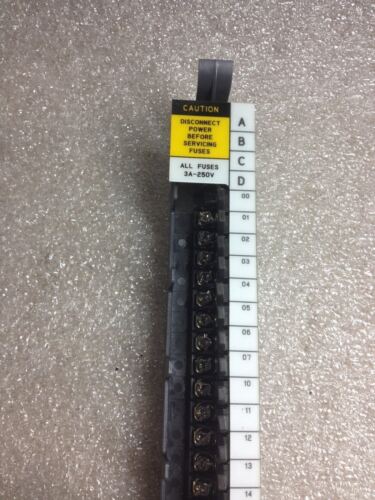 CAUTION
DISCONNECT
POWER
BEFORE
SERVICING
FUSES
ALL FUSES
3A-250V
A
B
C
D
00
01
02
03
04
05
06
07
10
11
12
13
14